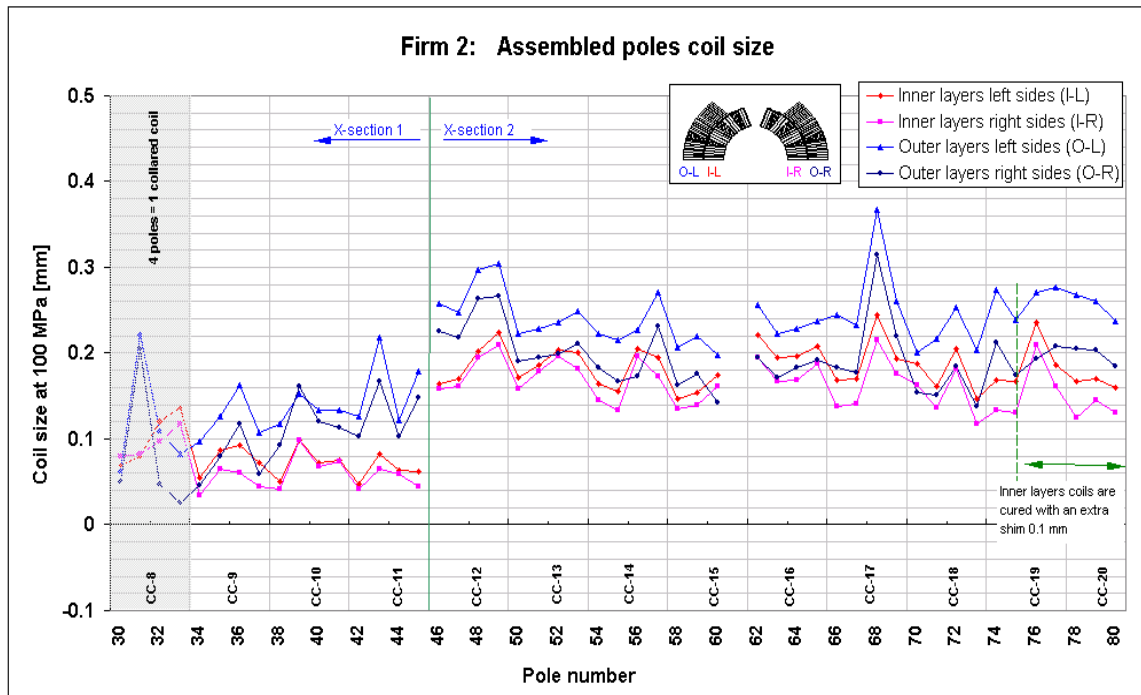 Firm 2: Assembled poles coil size
Inner layers left sides (I-L)
Inner layers right sides (I-R)
Outer layers left sides (O-L)
Outer layers right sides (O-R)
O-L I-L I-R O-R
X-section 1
X-section 2
4 poles = 1 collared coil
Coil size at 100 MPa [mm]
0.5
0.4
0.3
0.2
0.1
0
-0.1
Inner layers coils are
cured with an extra
shim 0.1 mm
CC-8 CC-9 CC-10 CC-11 CC-12 CC-13 CC-14 CC-15 CC-16 CC-17 CC-18 CC-19 CC-20
30 32 34 36 38 40 42 44 46 48 50 52 54 56 58 60 62 64 66 68 70 72 74 76 78 80
Pole number